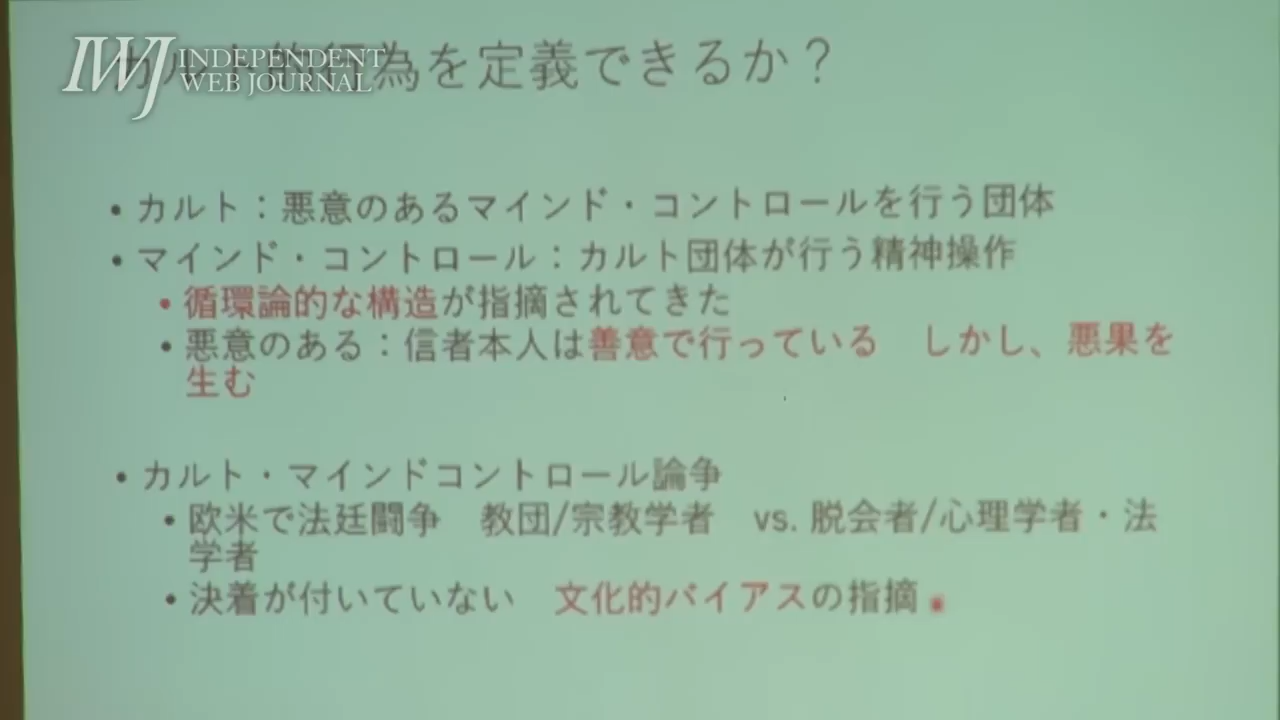 IWJ INDEPENDENT
WEB JOURNAL
カルト的行為を定義できるか？
• カルト：悪意のあるマインド・コントロールを行う団体
• マインド・コントロール：カルト団体が行う精神操作
• 循環論的な構造が指摘されてきた
• 悪意のある：信者本人は善意で行っている　しかし、悪果を
生む
• カルト・マインドコントロール論争
• 欧米で法廷闘争　教団/宗教学者　vs. 脱会者/心理学者・法
学者
• 決着が付いていない　文化的バイアスの指摘